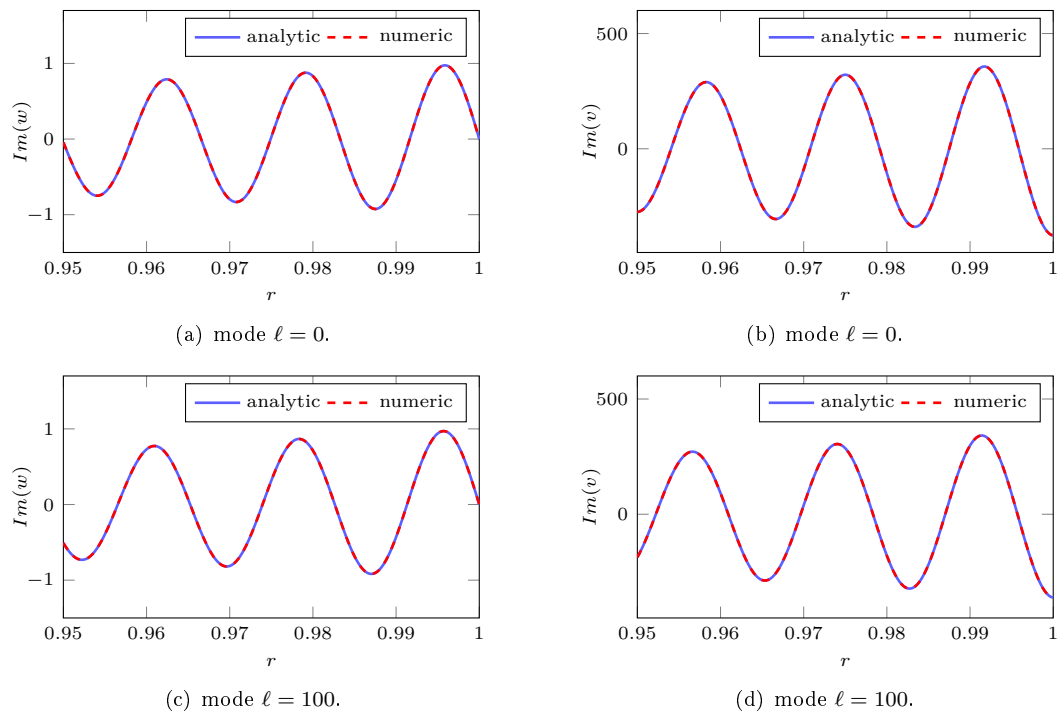 analytic numeric
1
0
−1
Im(w)
0.95 0.96 0.97 0.98 0.99 1
r
(a) mode ℓ = 0.
analytic numeric
500
0
Im(v)
0.95 0.96 0.97 0.98 0.99 1
r
(b) mode ℓ = 0.
analytic numeric
1
0
−1
Im(w)
0.95 0.96 0.97 0.98 0.99 1
r
(c) mode ℓ = 100.
analytic numeric
500
0
Im(v)
0.95 0.96 0.97 0.98 0.99 1
r
(d) mode ℓ = 100.